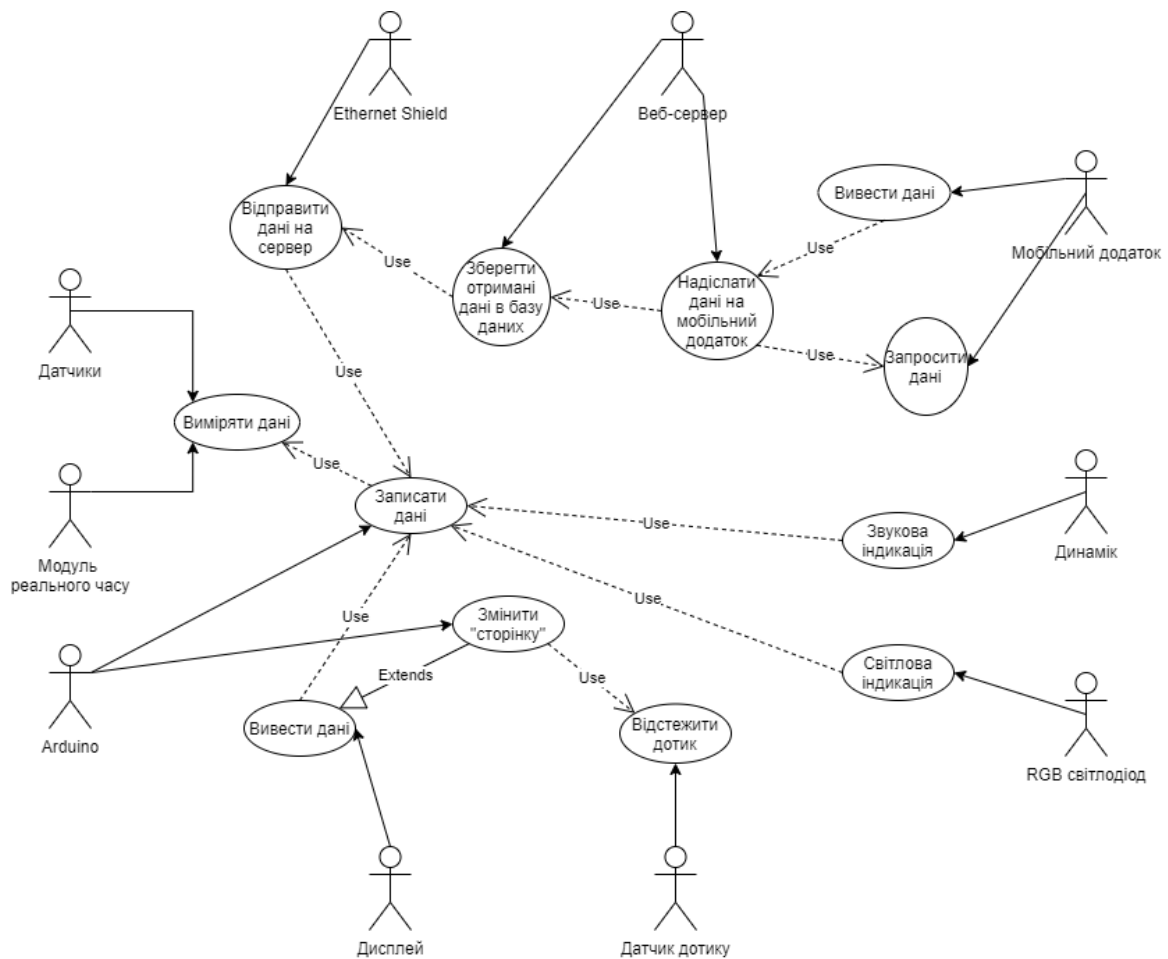 Ethernet Shield
Веб-сервер
Мобільний додаток
Вивести дані
Відправити
дані на
сервер
Use
Use
Зберегти
отримані
дані в базу
даних
Use
Надіслати
дані на
мобільний
додаток
Use
Запросити
дані
Датчики
Use
Виміряти дані
Use
Записати
дані
Use
Звукова
індикація
Динамік
Модуль
реального часу
Use
Use
Змінити
"сторінку"
Світлова
індикація
Extends
Use
Arduino
Вивести дані
Відстежити
дотик
RGB світлодіод
Дисплей
Датчик дотику